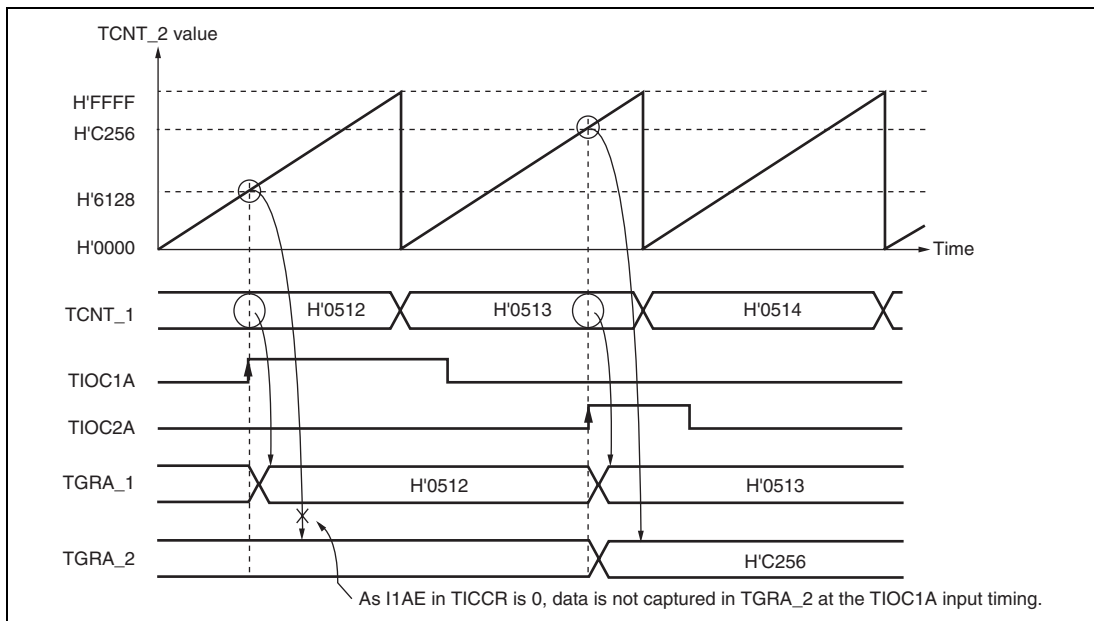 TCNT_2 value
H'FFFF
H'C256
H'6128
H'0000
Time
TCNT_1
H'0512
H'0513
H'0514
TIOC1A
TIOC2A
TGRA_1
H'0512
H'0513
TGRA_2
H'C256
As I1AE in TICCR is 0, data is not captured in TGRA_2 at the TIOC1A input timing.